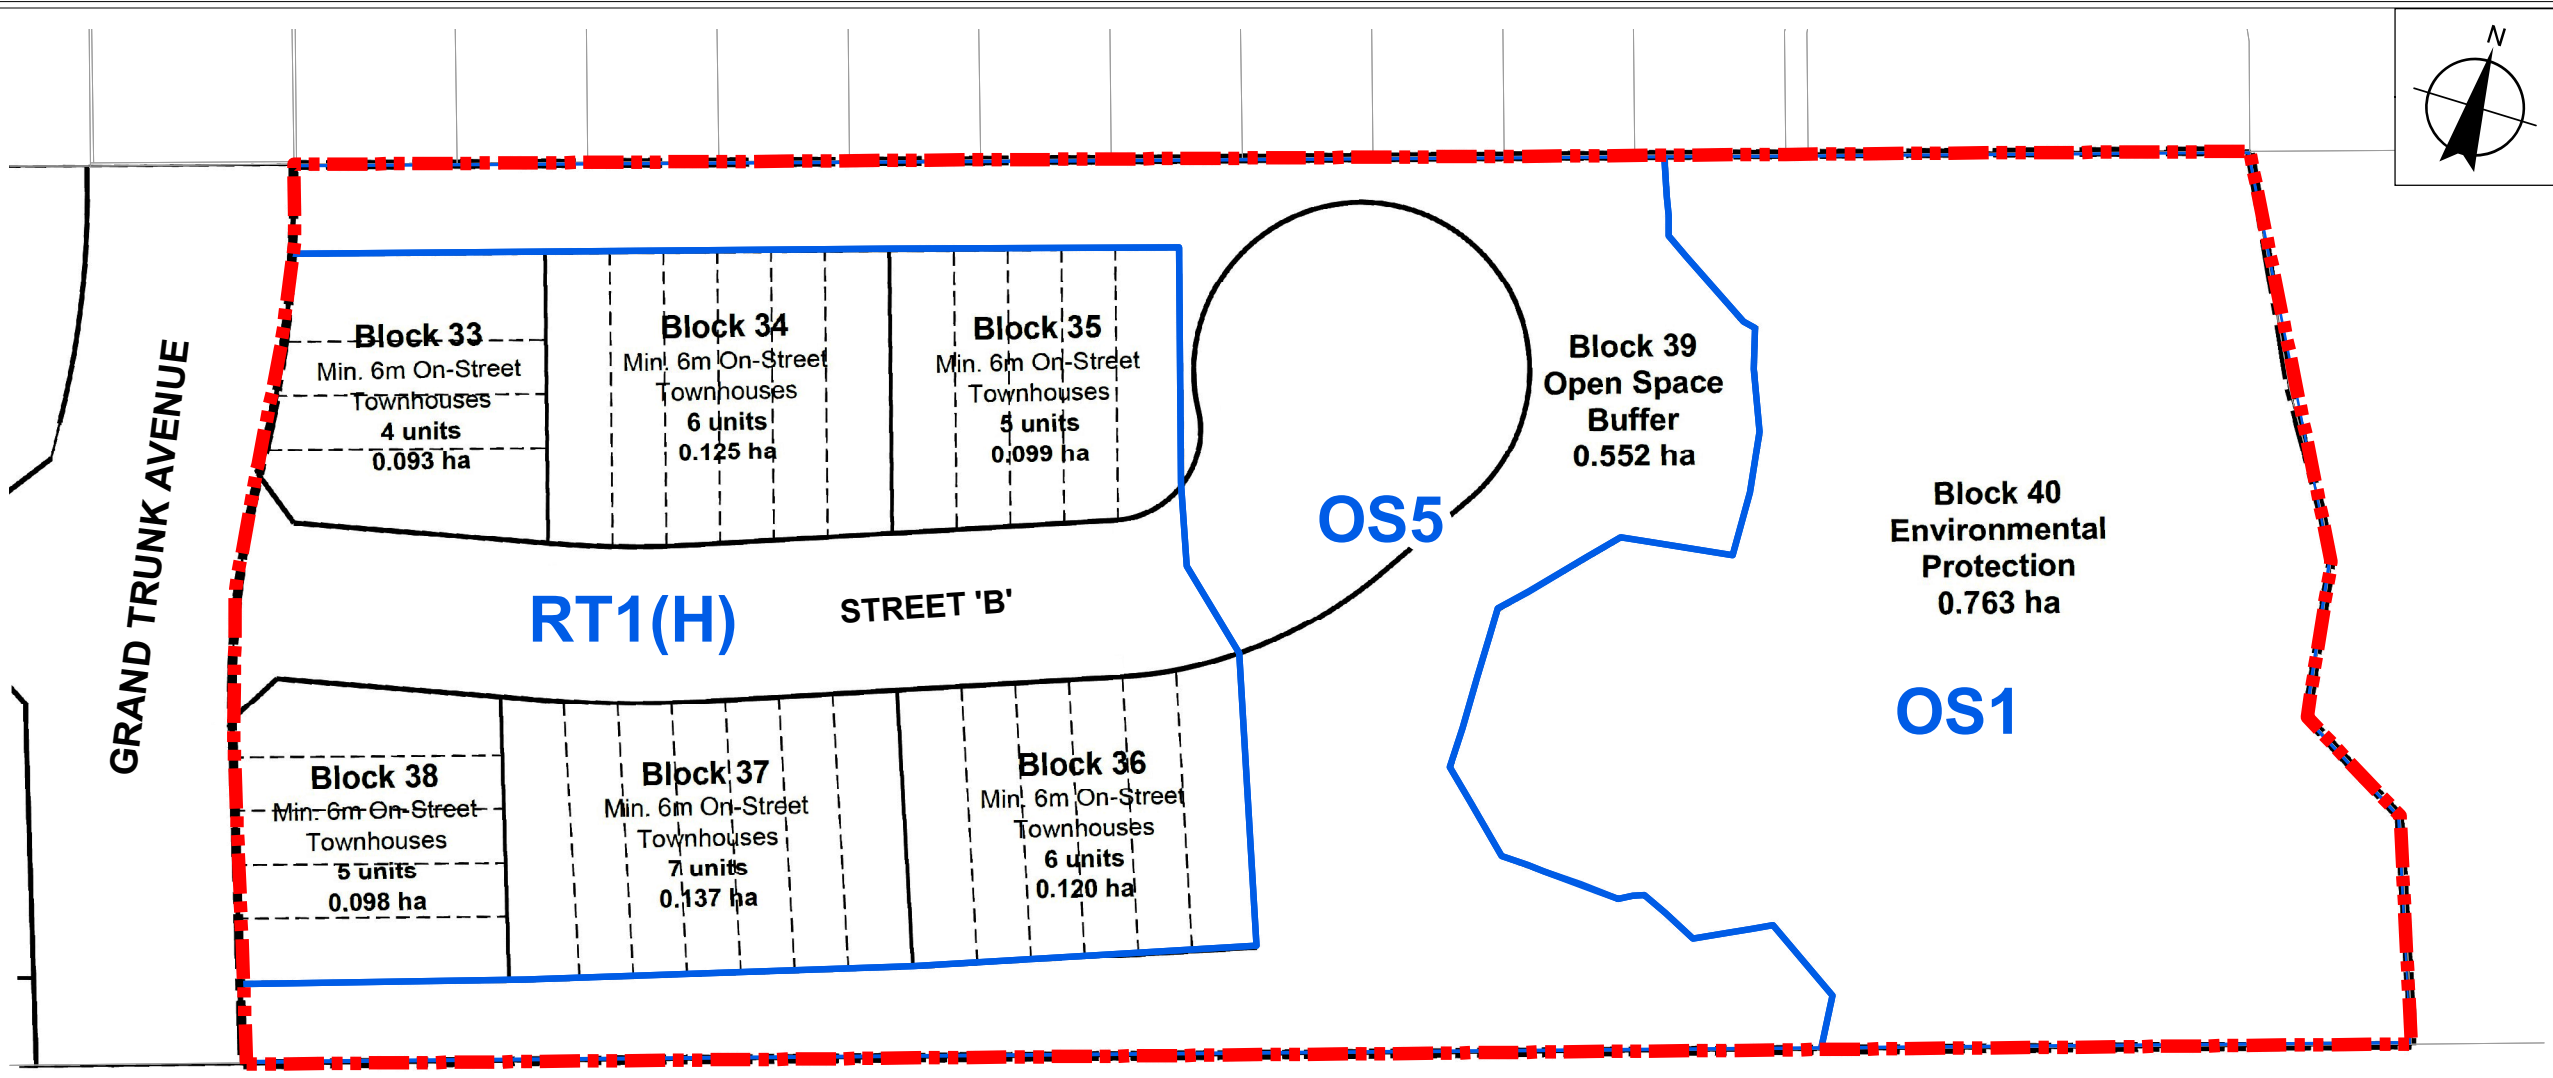 N
Block 33
Min. 6m On-Street
Townhouses
4 units
0.093 ha
Block 34
Min. 6m On-Street
Townhouses
6 units
0.125 ha
Block 35
Min. 6m On-Street
Townhouses
5 units
0.099 ha
Block 39
Open Space
Buffer
0.552 ha
OS5
Block 40
Environmental
Protection
0.763 ha
OS1
GRAND TRUNK AVENUE
RT1(H)
STREET 'B'
Block 38
Min. 6m On-Street
Townhouses
5 units
0.098 ha
Block 37
Min. 6m On-Street
Townhouses
7 units
0.137 ha
Block 36
Min. 6m On-Street
Townhouses
6 units
0.120 ha